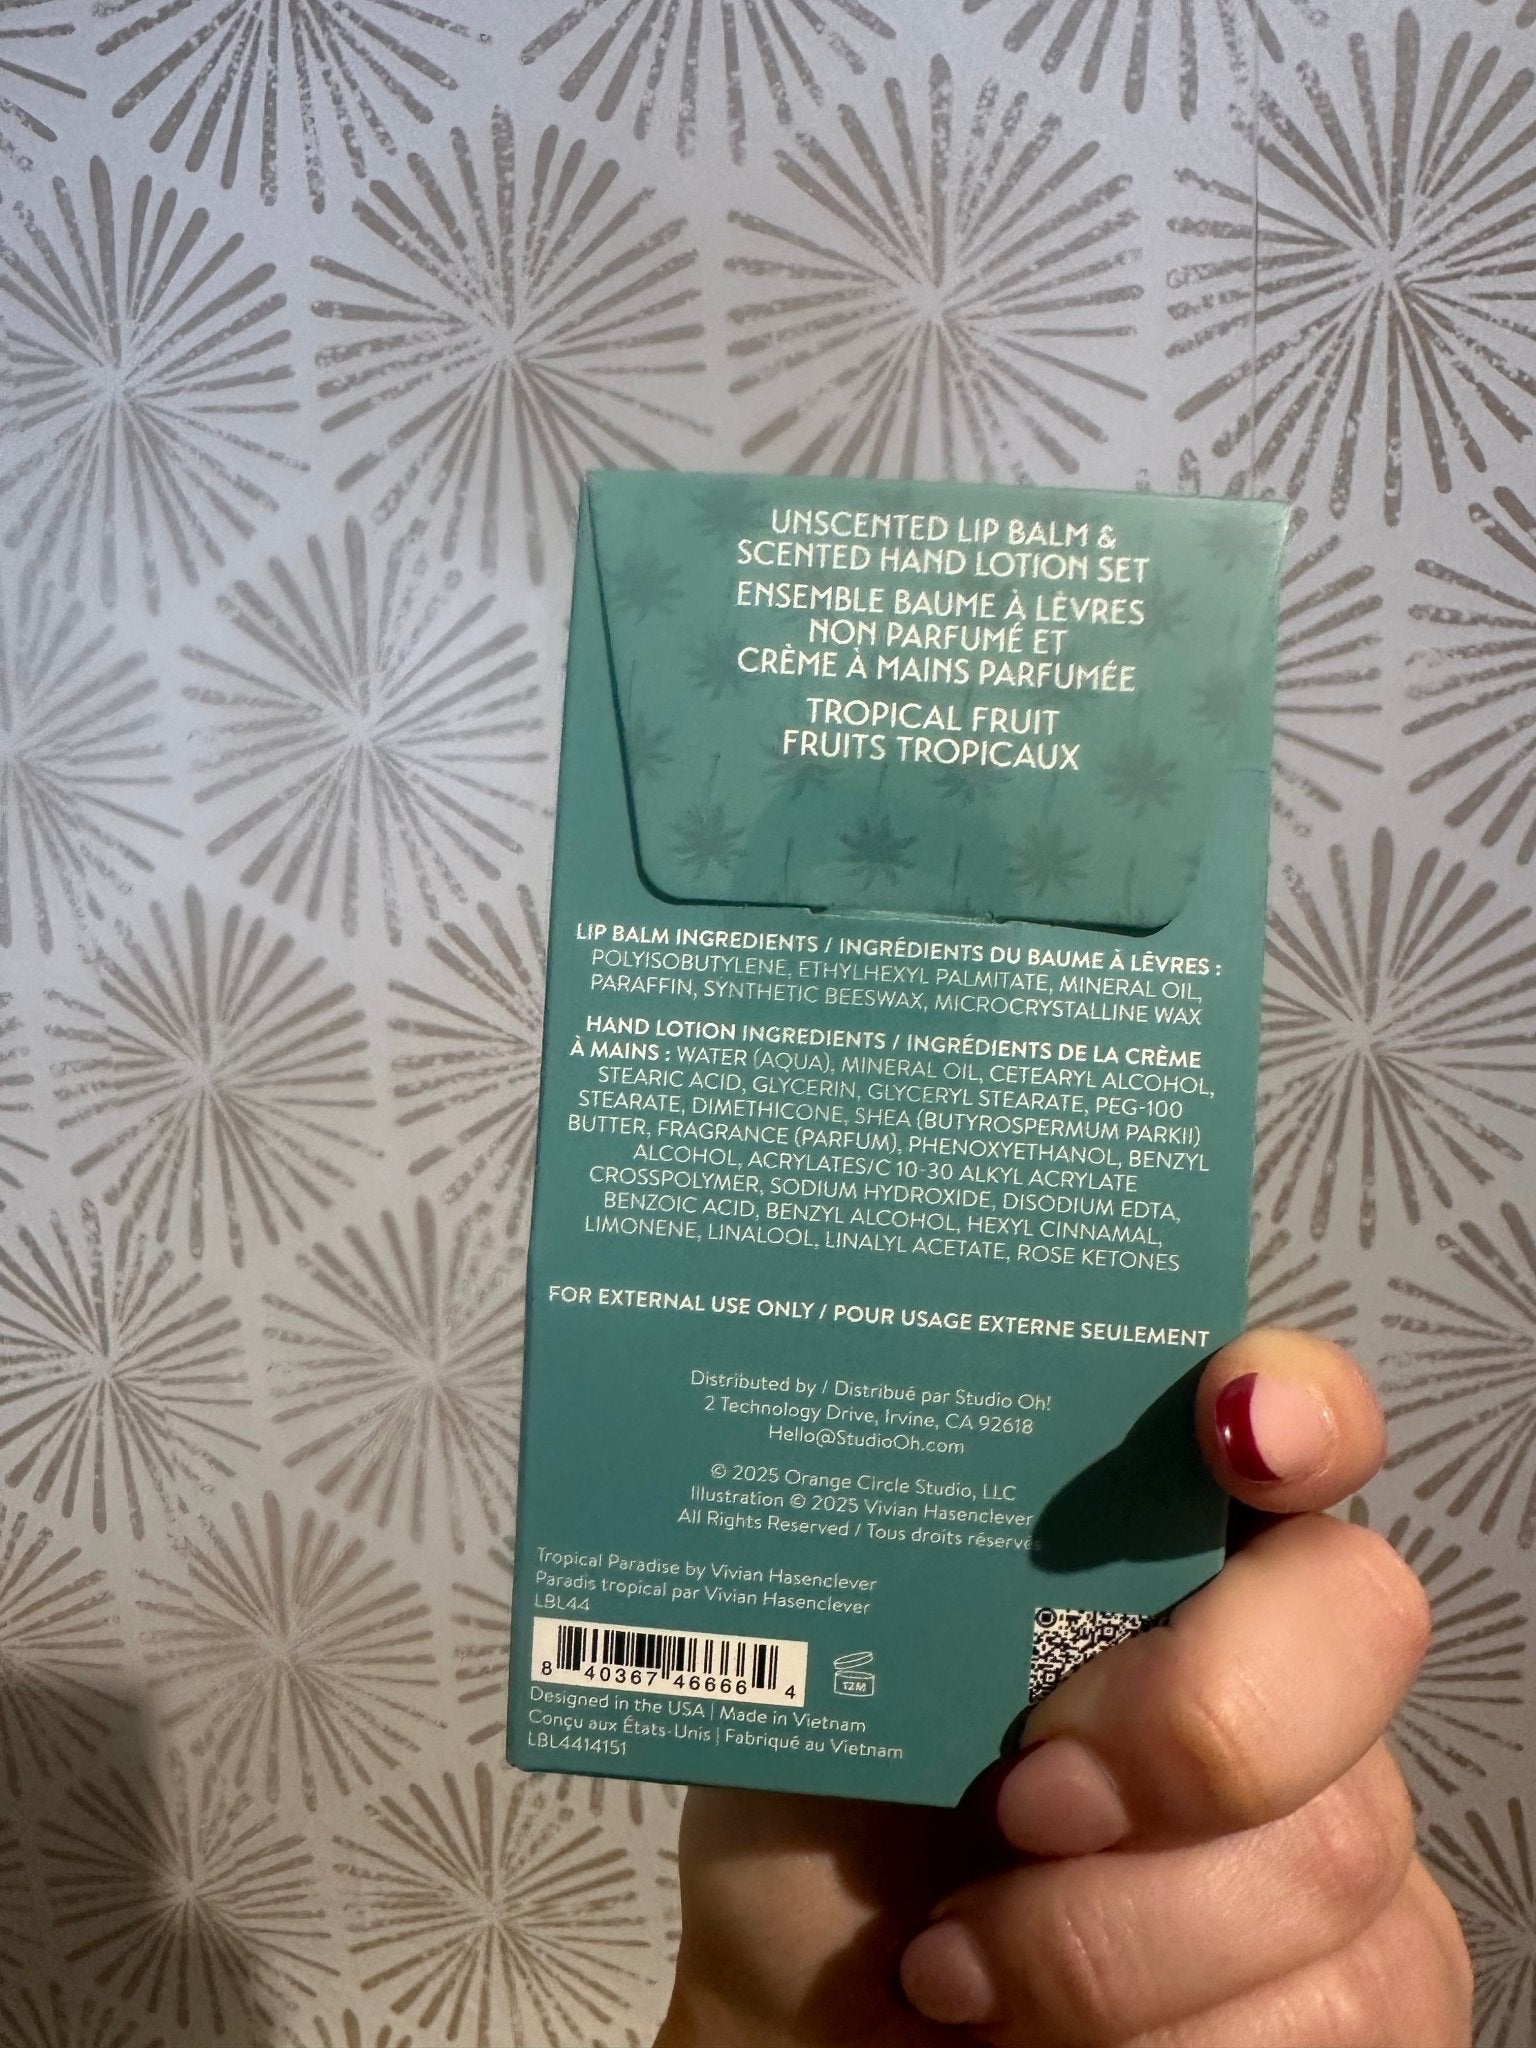 UNSCENTED LIP BALM &
SCENTED HAND LOTION SET
ENSEMBLE BAUME À LÈVRES
NON PARFUMÉ ET
CRÈME À MAINS PARFUMÉE
TROPICAL FRUIT
FRUITS TROPICAUX
LIP BALM INGREDIENTS / INGRÉDIENTS DU BAUME À LÈVRES :
POLYISOBUTYLENE, ETHYLHEXYL PALMITATE, MINERAL OIL,
PARAFFIN, SYNTHETIC BEESWAX, MICROCRYSTALLINE WAX
HAND LOTION INGREDIENTS / INGRÉDIENTS DE LA CRÈME
À MAINS : WATER (AQUA), MINERAL OIL, CETEARYL ALCOHOL,
STEARIC ACID, GLYCERIN, GLYCERYL STEARATE, PEG-100
STEARATE, DIMETHICONE, SHEA (BUTYROSPERMUM PARKII)
BUTTER, FRAGRANCE (PARFUM), PHENOXYETHANOL, BENZYL
ALCOHOL, ACRYLATES/C 10-30 ALKYL ACRYLATE
CROSSPOLYMER, SODIUM HYDROXIDE, DISODIUM EDTA,
BENZOIC ACID, BENZYL ALCOHOL, HEXYL CINNAMAL,
LIMONENE, LINALOOL, LINALYL ACETATE, ROSE KETONES
FOR EXTERNAL USE ONLY / POUR USAGE EXTERNE SEULEMENT
Distributed by / Distribué par Studio Oh!
2 Technology Drive, Irvine, CA 92618
Hello@StudioOh.com
© 2025 Orange Circle Studio, LLC
Illustration © 2025 Vivian Hasenclever
All Rights Reserved / Tous droits réservés
Tropical Paradise by Vivian Hasenclever
Paradis tropical par Vivian Hasenclever
LBL44
8 40367 46666 4
12M
Designed in the USA | Made in Vietnam
Conçu aux États-Unis | Fabriqué au Vietnam
LBL4414151